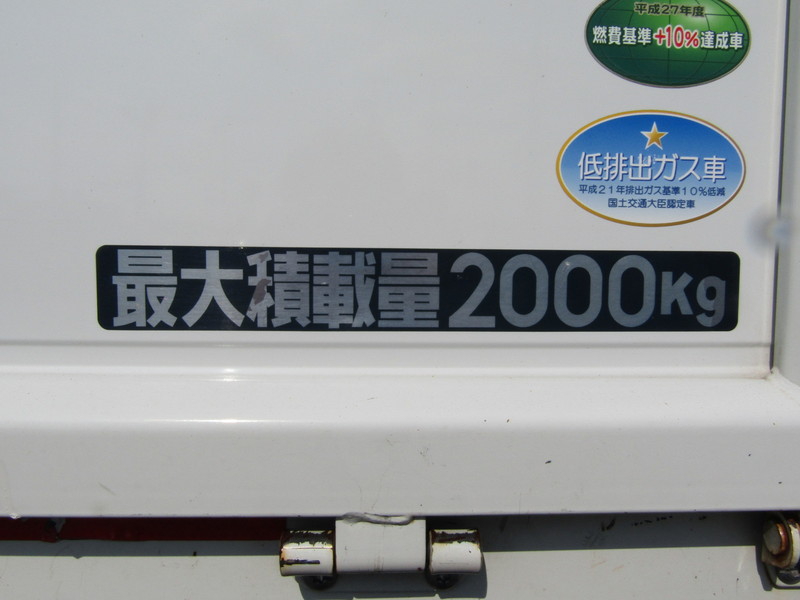 平成27年度
燃費基準+10%達成車
低排出ガス車
平成21年排出ガス基準10%低減
国土交通大臣認定車
最大積載量2000Kg